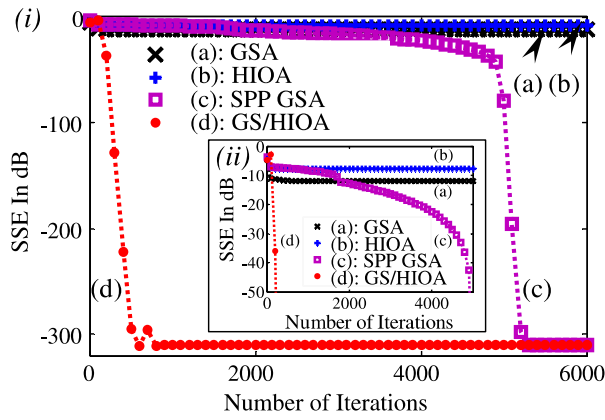 (i)
0
-100
-200
-300
SSE In dB
(a): GSA
(b): HIOA
(c): SPP GSA
(d): GS/HIOA
(a) (b)
(c)
(d)
(ii)
0
-10
-20
-30
-40
-50
SSE In dB
(b)
(a)
(c)
(d)
(a): GSA
(b): HIOA
(c): SPP GSA
(d): GS/HIOA
0 2000 4000
Number of Iterations
0 2000 4000 6000
Number of Iterations